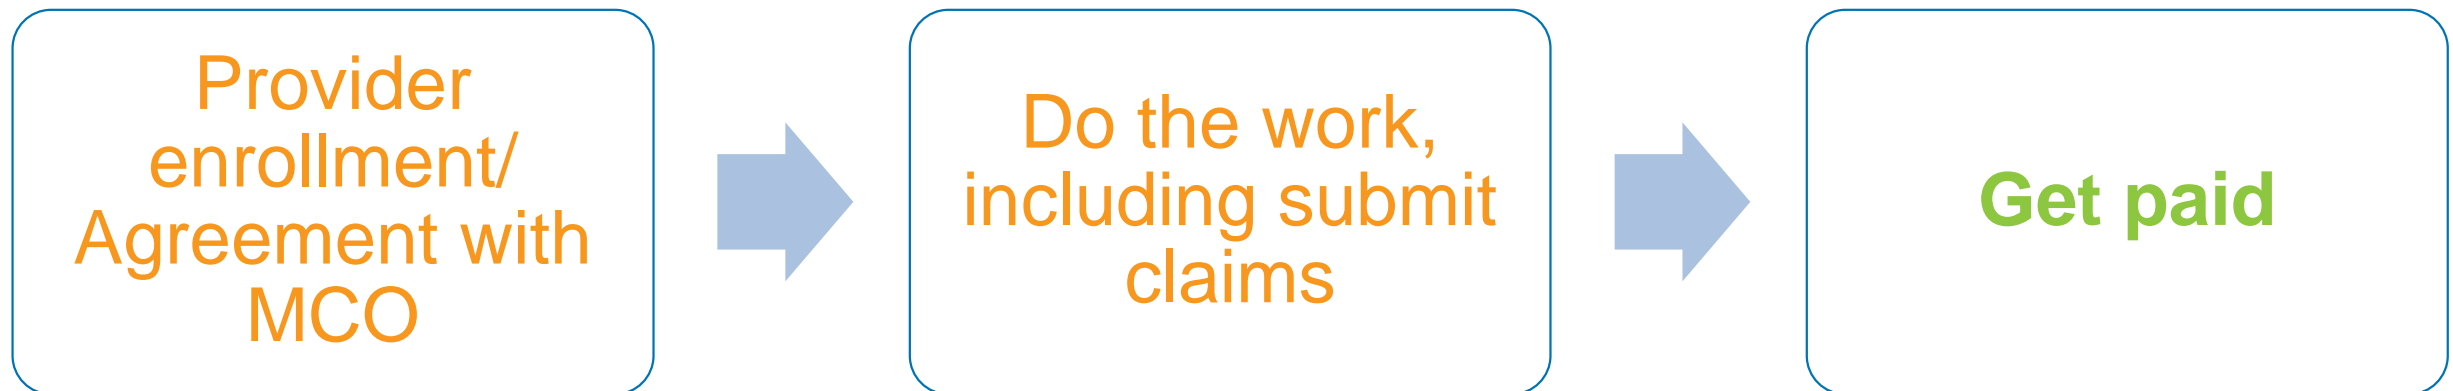 Provider
enrollment/
Agreement with
MCO
Do the work,
including submit
claims
Get paid